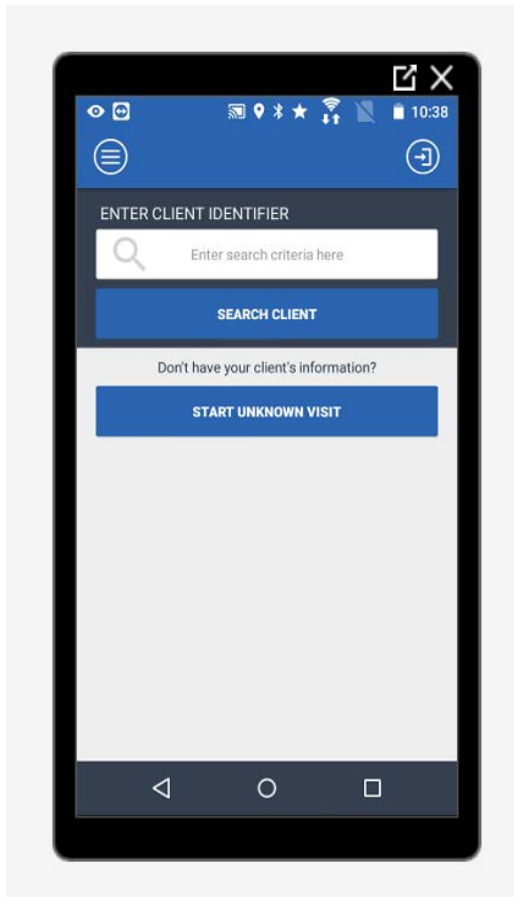 10:38
ENTER CLIENT IDENTIFIER
Enter search criteria here
SEARCH CLIENT
Don't have your client's information?
START UNKNOWN VISIT